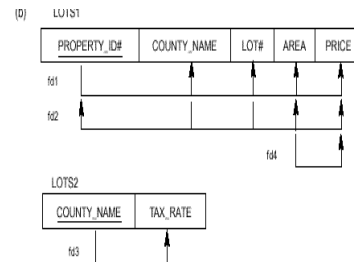 (b) LOTS1
PROPERTY_ID# COUNTY_NAME LOT# AREA PRICE
fd1
fd2
fd4
LOTS2
COUNTY_NAME TAX_RATE
fd3